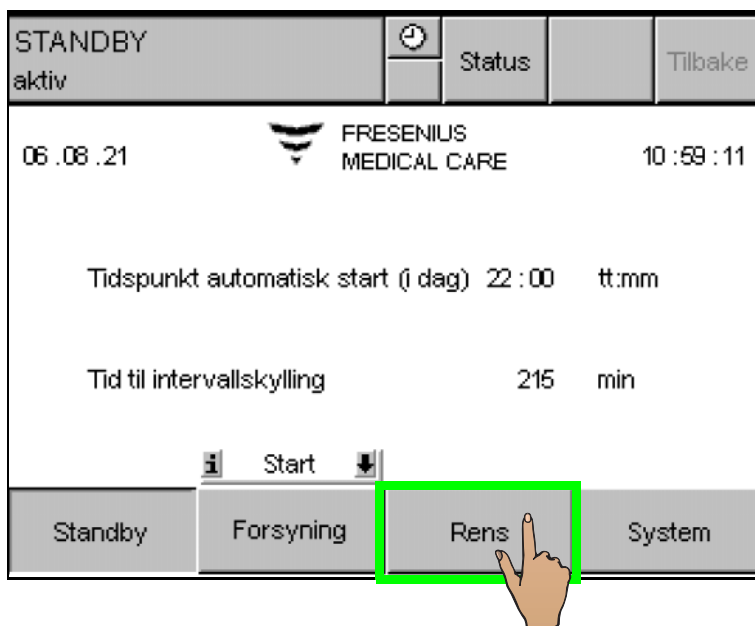 STANDBY
aktiv
Status
Tilbake
06.08.21
FRESENIUS
MEDICAL CARE
10:59:11
Tidspunkt automatisk start (i dag) 22:00 tt:mm
Tid til intervallskylling 215 min
i Start
Standby
Forsyning
Rens
System